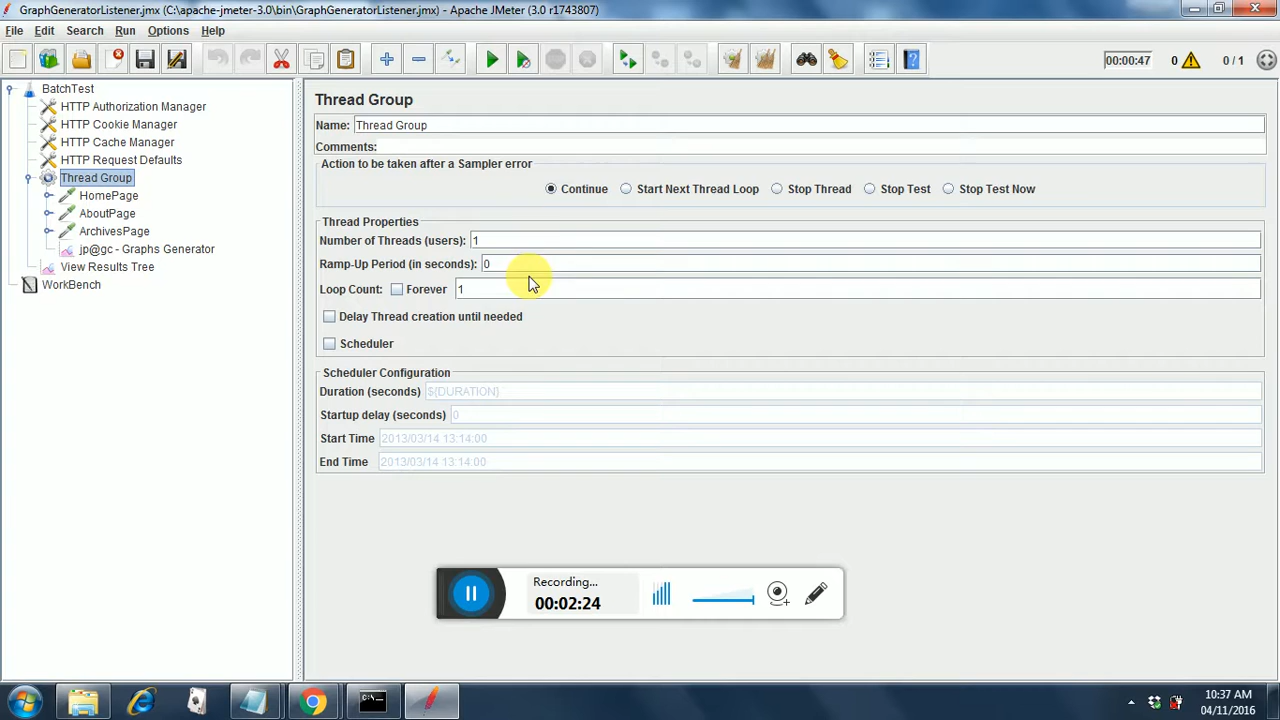 GraphGeneratorListener.jmx (C:\apache-jmeter-3.0\bin\GraphGeneratorListener.jmx) - Apache JMeter (3.0 r1743807)
File Edit Search Run Options Help
00:00:47 0 0 / 1
BatchTest
HTTP Authorization Manager
HTTP Cookie Manager
HTTP Cache Manager
HTTP Request Defaults
Thread Group
HomePage
AboutPage
ArchivesPage
jp@gc - Graphs Generator
View Results Tree
WorkBench
Thread Group
Name: Thread Group
Comments:
Action to be taken after a Sampler error
Continue Start Next Thread Loop Stop Thread Stop Test Stop Test Now
Thread Properties
Number of Threads (users): 1
Ramp-Up Period (in seconds): 0
Loop Count: Forever 1
Delay Thread creation until needed
Scheduler
Scheduler Configuration
Duration (seconds) ${DURATION}
Startup delay (seconds) 0
Start Time 2013/03/14 13:14:00
End Time 2013/03/14 13:14:00
Recording...
00:02:24
10:37 AM
04/11/2016